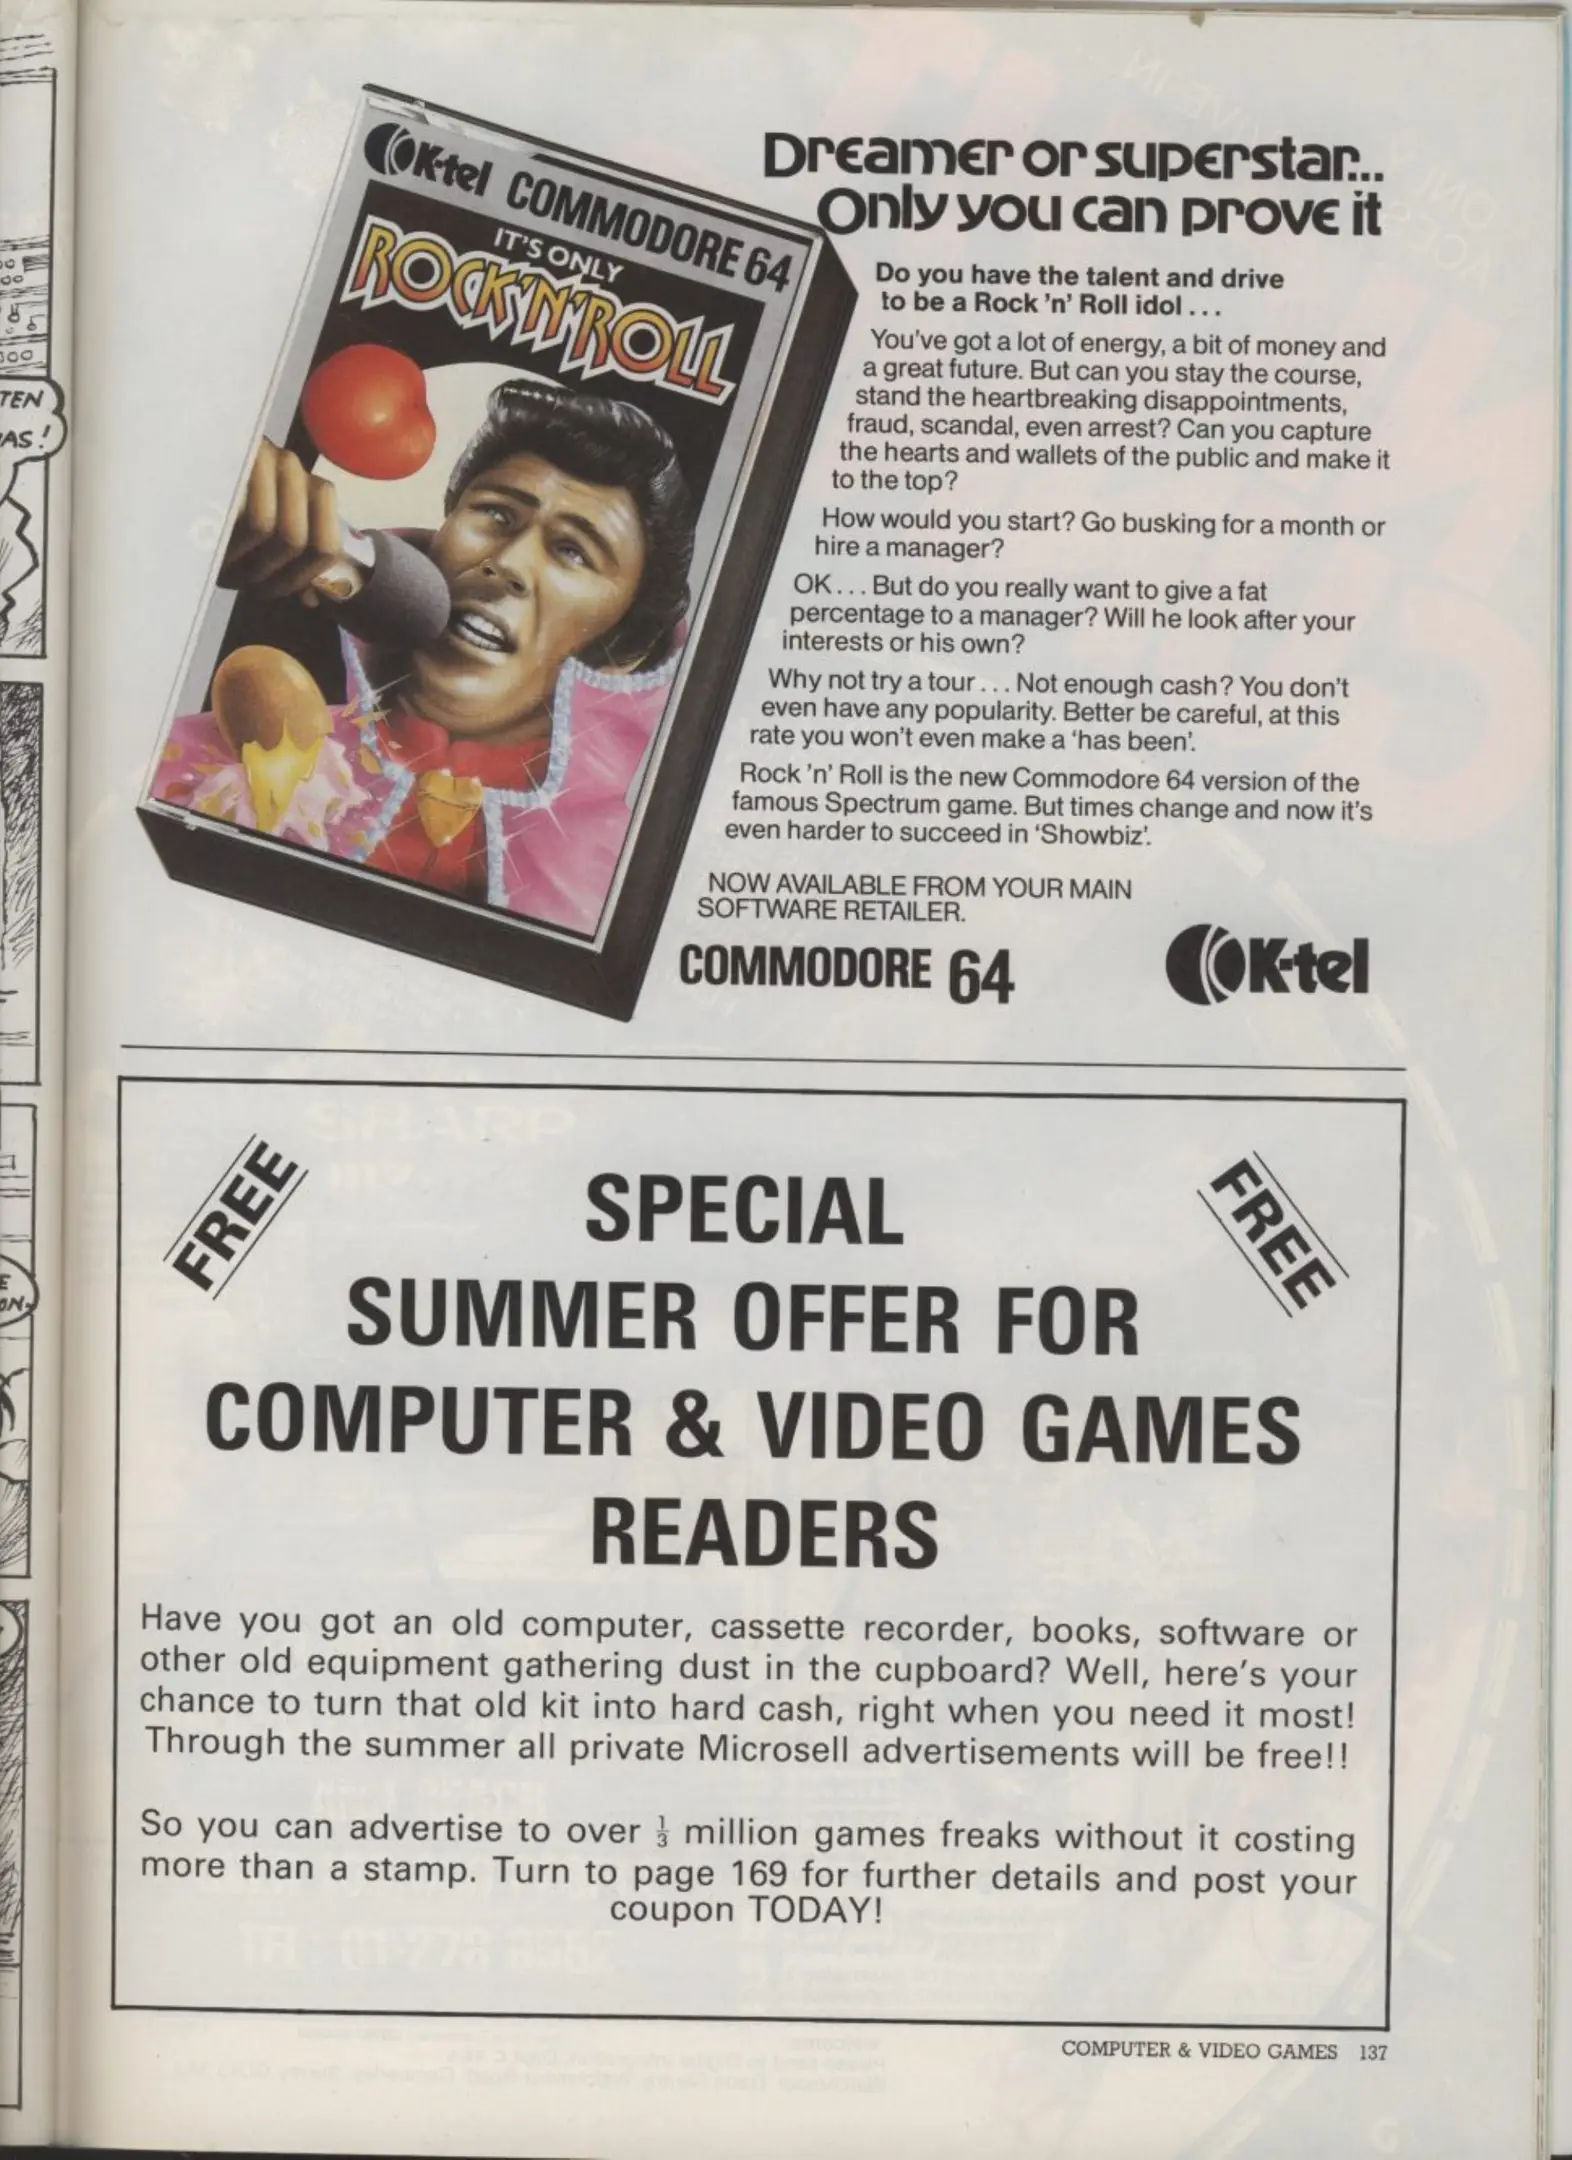 K-tel COMMODORE 64
IT'S ONLY
ROCK'N'ROLL
Dreamer or superstar...
Only you can prove it
Do you have the talent and drive
to be a Rock 'n' Roll idol...
You've got a lot of energy, a bit of money and
a great future. But can you stay the course,
stand the heartbreaking disappointments,
fraud, scandal, even arrest? Can you capture
the hearts and wallets of the public and make it
to the top?
How would you start? Go busking for a month or
hire a manager?
OK... But do you really want to give a fat
percentage to a manager? Will he look after your
interests or his own?
Why not try a tour... Not enough cash? You don't
even have any popularity. Better be careful, at this
rate you won't even make a 'has been'.
Rock 'n' Roll is the new Commodore 64 version of the
famous Spectrum game. But times change and now it's
even harder to succeed in 'Showbiz'.
NOW AVAILABLE FROM YOUR MAIN
SOFTWARE RETAILER.
COMMODORE 64
K-tel
FREE
FREE
SPECIAL
SUMMER OFFER FOR
COMPUTER & VIDEO GAMES
READERS
Have you got an old computer, cassette recorder, books, software or
other old equipment gathering dust in the cupboard? Well, here's your
chance to turn that old kit into hard cash, right when you need it most!
Through the summer all private Microsell advertisements will be free!!
So you can advertise to over ⅓ million games freaks without it costing
more than a stamp. Turn to page 169 for further details and post your
coupon TODAY!
COMPUTER & VIDEO GAMES 137